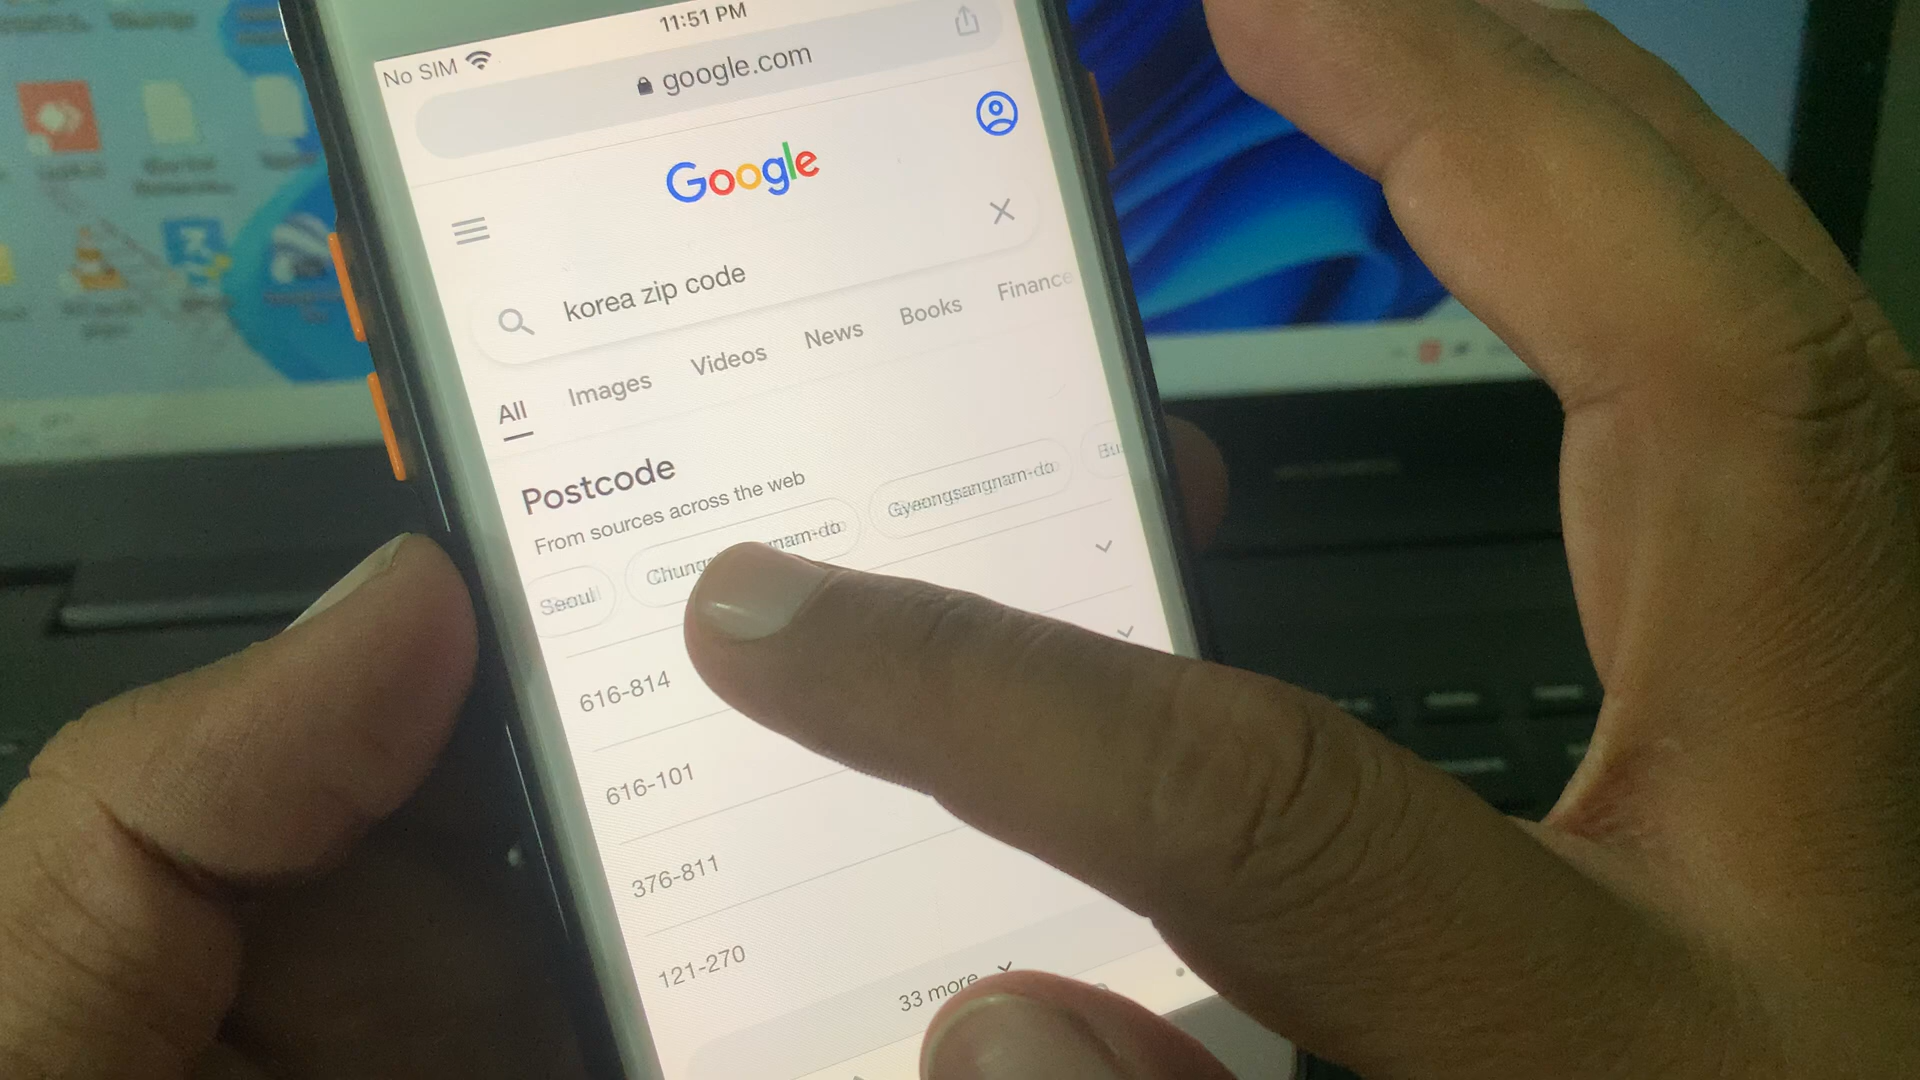 11:51 PM
No SIM
google.com
Google
korea zip code
All Images Videos News Books Finance
Postcode
From sources across the web
Seoul Gyeongsangnam-do
616-814
616-101
376-811
121-270
33 more